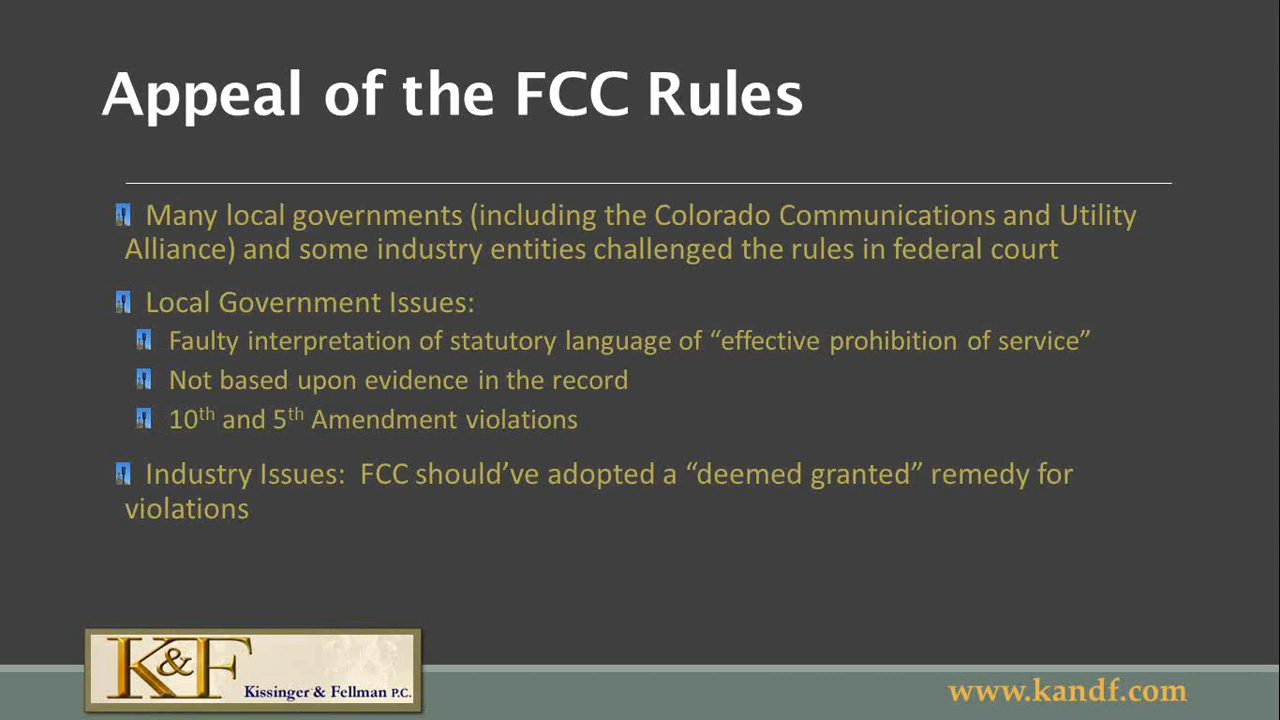 Appeal of the FCC Rules
Many local governments (including the Colorado Communications and Utility
Alliance) and some industry entities challenged the rules in federal court
Local Government Issues:
Faulty interpretation of statutory language of “effective prohibition of service”
Not based upon evidence in the record
10th and 5th Amendment violations
Industry Issues:  FCC should’ve adopted a “deemed granted” remedy for
violations
K&F
Kissinger & Fellman P.C.
www.kandf.com